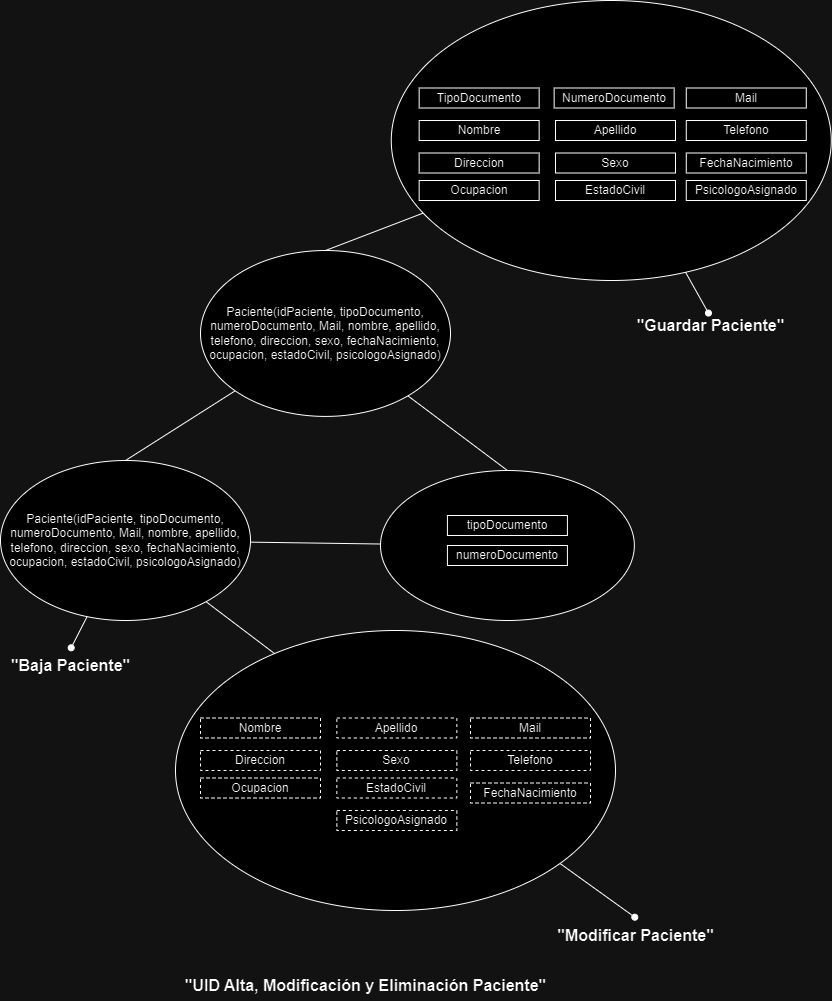 TipoDocumento NumeroDocumento Mail
Nombre Apellido Telefono
Direccion Sexo FechaNacimiento
Ocupacion EstadoCivil PsicologoAsignado
"Guardar Paciente"
Paciente(idPaciente, tipoDocumento,
numeroDocumento, Mail, nombre, apellido,
telefono, direccion, sexo, fechaNacimiento,
ocupacion, estadoCivil, psicologoAsignado)
Paciente(idPaciente, tipoDocumento,
numeroDocumento, Mail, nombre, apellido,
telefono, direccion, sexo, fechaNacimiento,
ocupacion, estadoCivil, psicologoAsignado)
tipoDocumento
numeroDocumento
"Baja Paciente"
Nombre Apellido Mail
Direccion Sexo Telefono
Ocupacion EstadoCivil FechaNacimiento
PsicologoAsignado
"Modificar Paciente"
"UID Alta, Modificación y Eliminación Paciente"